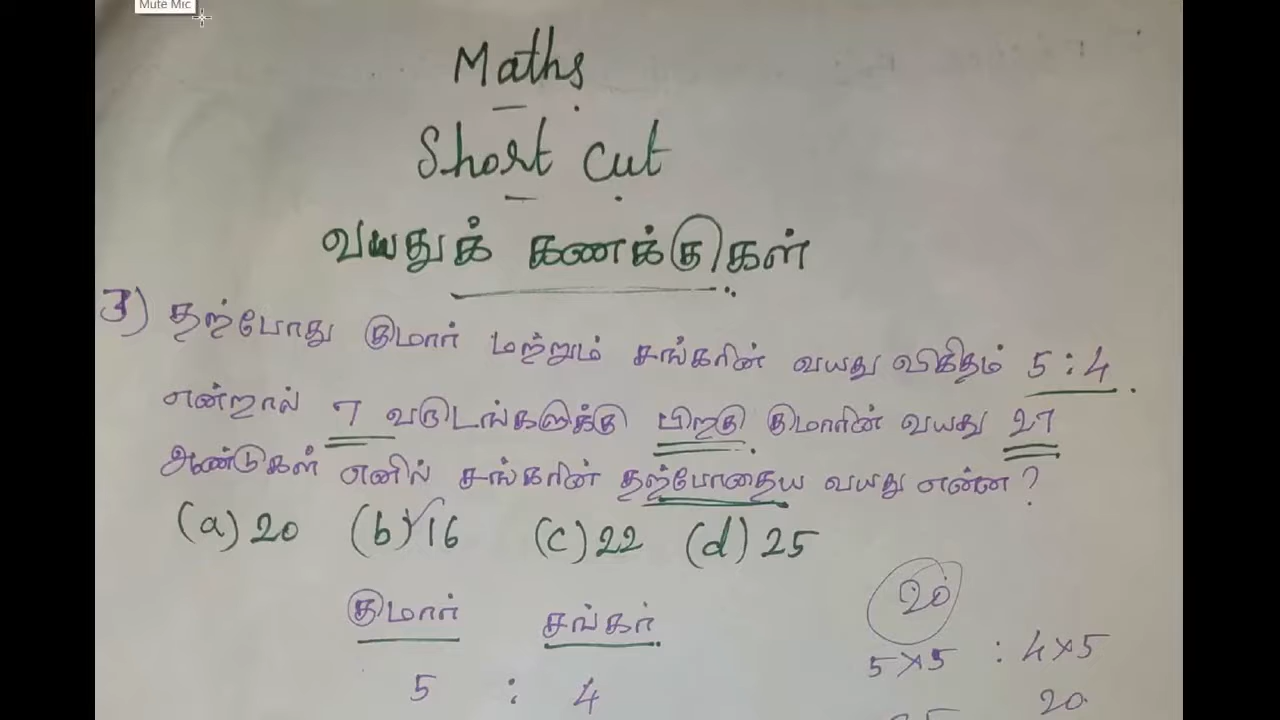 Mute Mic
Maths
Short cut
வயதுக் கணக்குகள்
3) தற்போது குமார் மற்றும் சங்கரின் வயது விகிதம் 5 : 4
என்றால் 7 வருடங்களுக்கு பிறகு குமாரின் வயது 27
ஆண்டுகள் எனில் சங்கரின் தற்போதைய வயது என்ன ?
(a) 20 (b) 16 (c) 22 (d) 25
குமார் சங்கர்
5 : 4
20
5×5 : 4×5
20